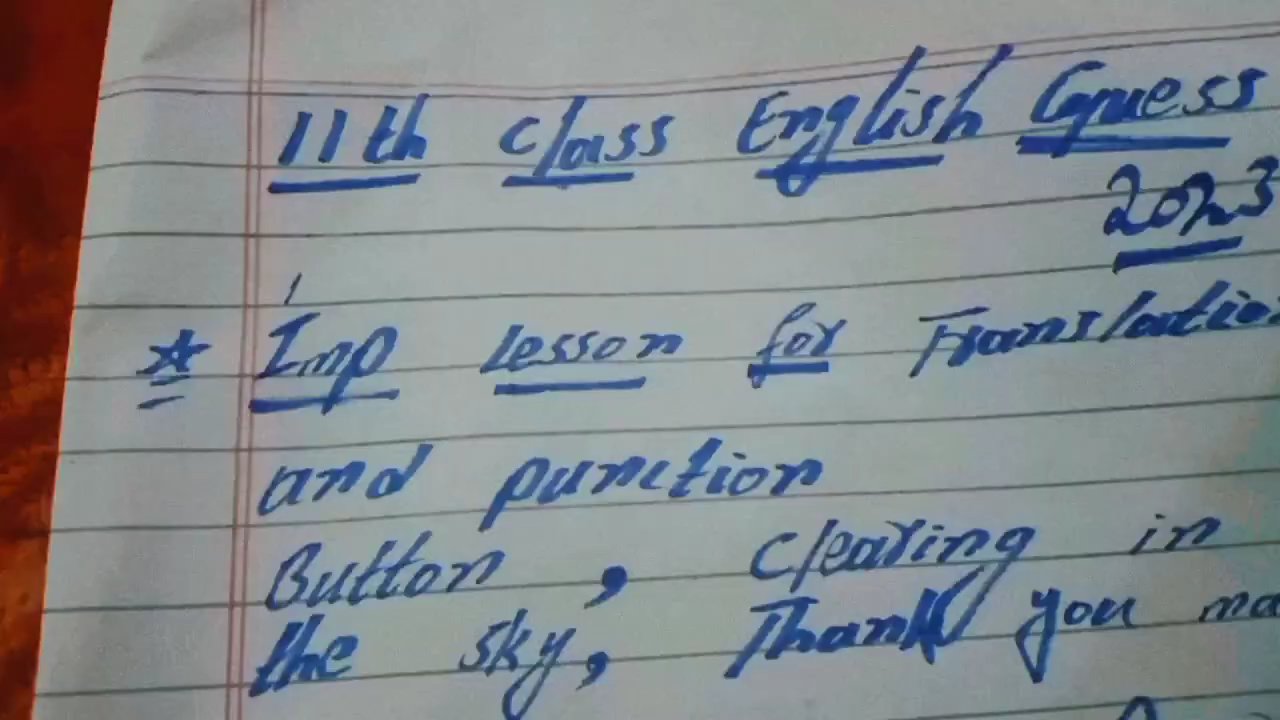 11th Class English Guess
2023
Imp Lesson for Translatio
and punction
Button, Clearing in
the sky, Thank you ma